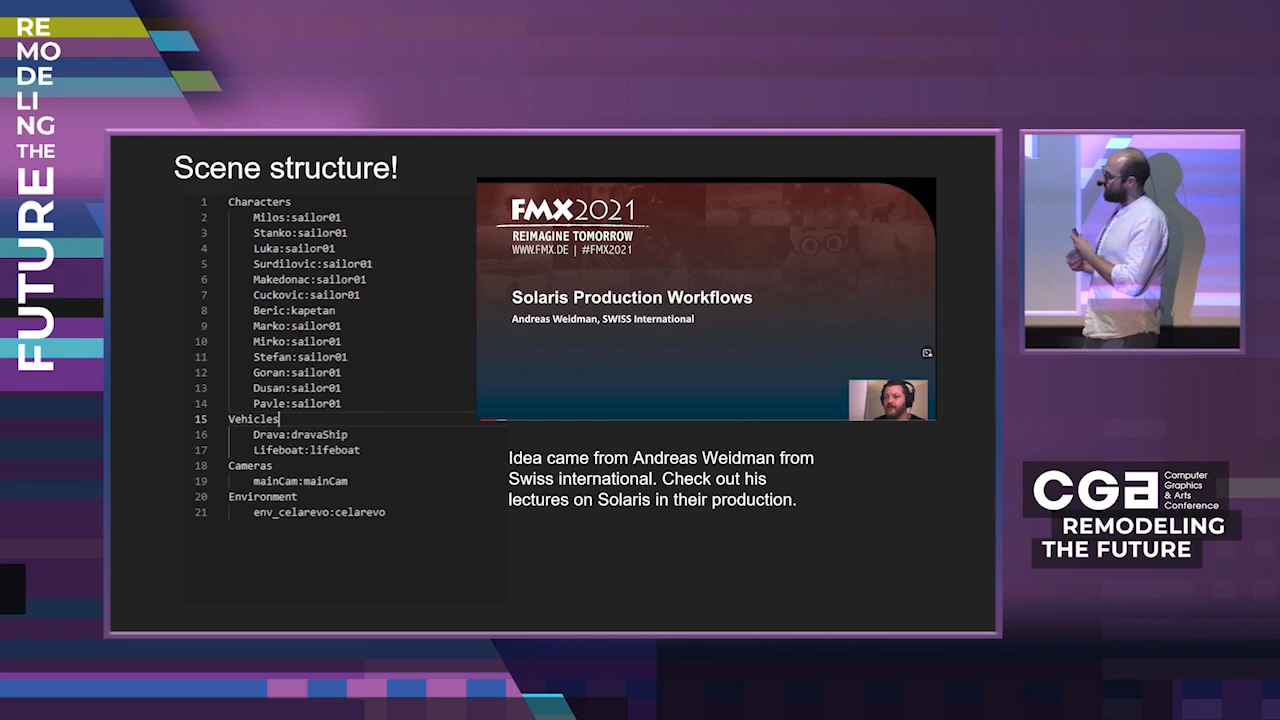 RE
MO
DE
LI
NG
THE
FUTURE
Scene structure!
1 Characters
2 Milos:sailor01
3 Stanko:sailor01
4 Luka:sailor01
5 Surdilovic:sailor01
6 Makedonac:sailor01
7 Cuckovic:sailor01
8 Beric:kapetan
9 Marko:sailor01
10 Mirko:sailor01
11 Stefan:sailor01
12 Goran:sailor01
13 Dusan:sailor01
14 Pavle:sailor01
15 Vehicles
16 Drava:dravaShip
17 Lifeboat:lifeboat
18 Cameras
19 mainCam:mainCam
20 Environment
21 env_celarevo:celarevo
FMX2021
REIMAGINE TOMORROW
WWW.FMX.DE | #FMX2021
Solaris Production Workflows
Andreas Weidman, SWISS International
Idea came from Andreas Weidman from
Swiss international. Check out his
lectures on Solaris in their production.
CGA
Computer
Graphics
& Arts
Conference
REMODELING
THE FUTURE